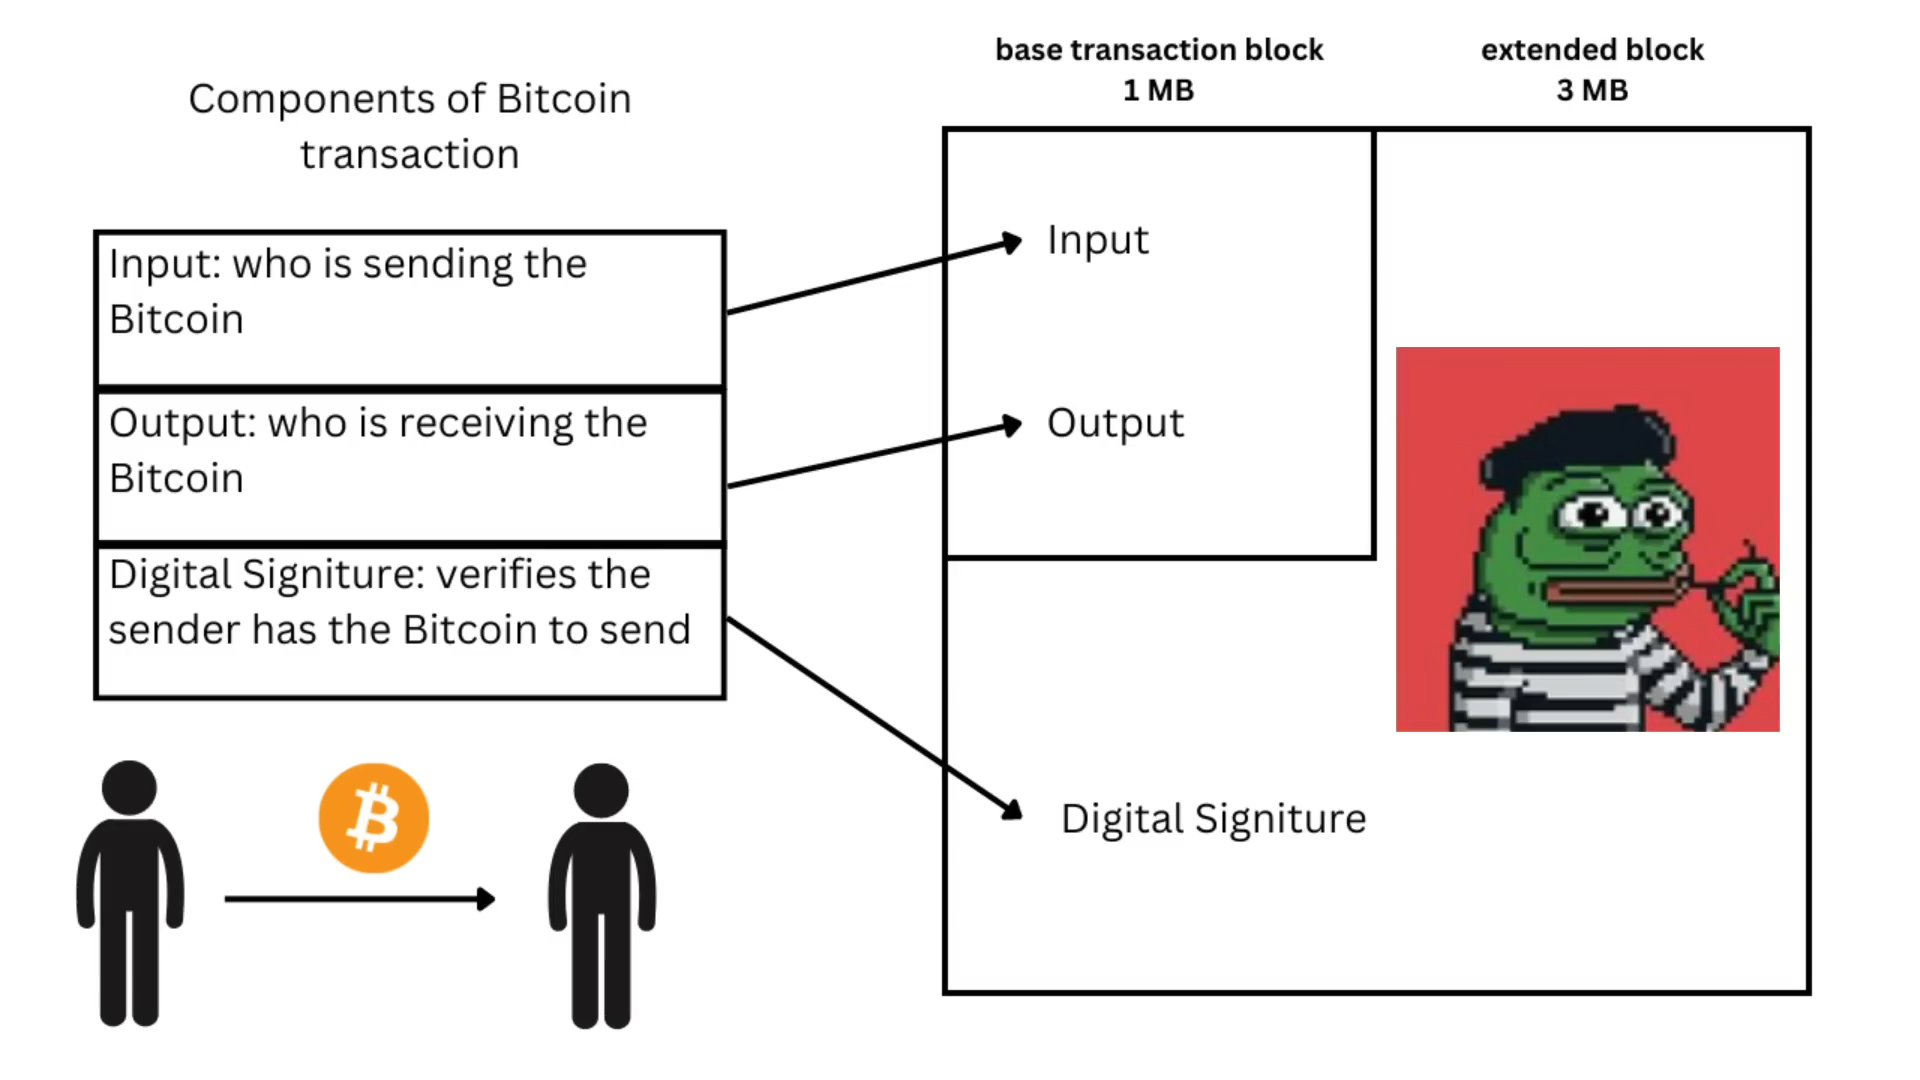 Components of Bitcoin
transaction
Input: who is sending the
Bitcoin
Output: who is receiving the
Bitcoin
Digital Signiture: verifies the
sender has the Bitcoin to send
base transaction block
1 MB
extended block
3 MB
Input
Output
Digital Signiture